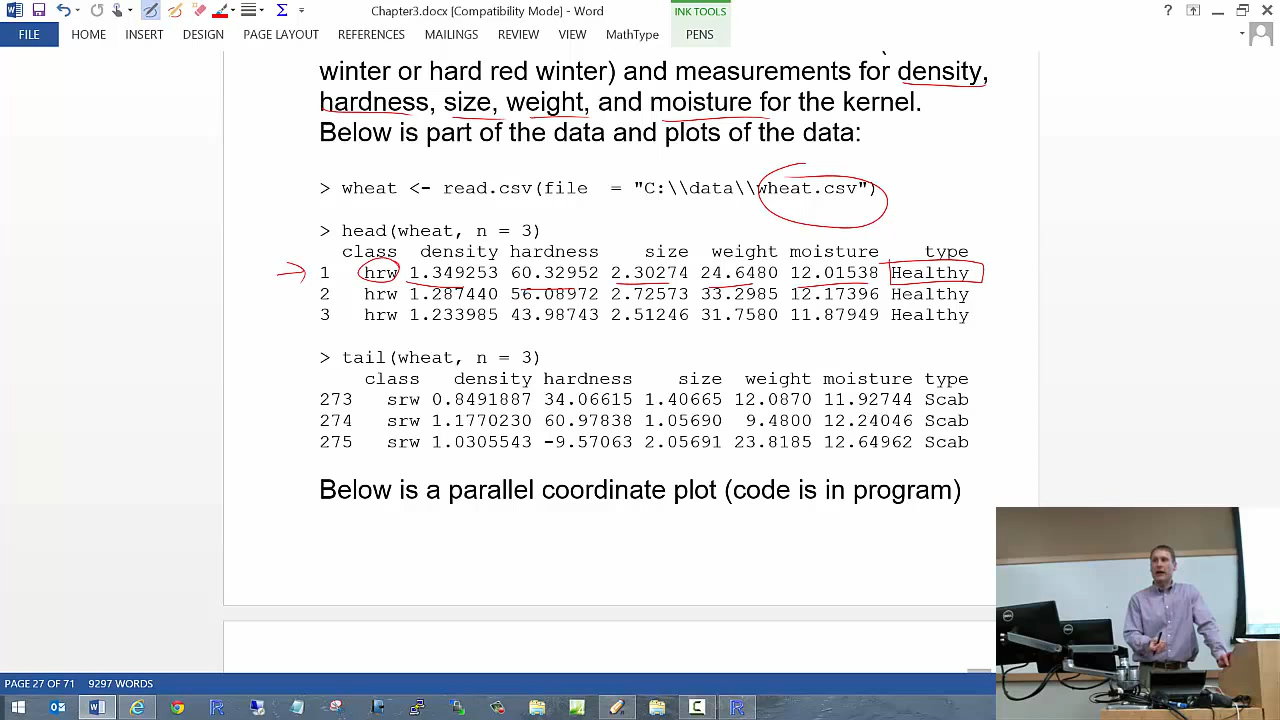 Chapter3.docx [Compatibility Mode] - Word
INK TOOLS
FILE HOME INSERT DESIGN PAGE LAYOUT REFERENCES MAILINGS REVIEW VIEW MathType PENS
winter or hard red winter) and measurements for density,
hardness, size, weight, and moisture for the kernel.
Below is part of the data and plots of the data:
> wheat <- read.csv(file = "C:\\data\\wheat.csv")
> head(wheat, n = 3)
class density hardness size weight moisture type
1 hrw 1.349253 60.32952 2.30274 24.6480 12.01538 Healthy
2 hrw 1.287440 56.08972 2.72573 33.2985 12.17396 Healthy
3 hrw 1.233985 43.98743 2.51246 31.7580 11.87949 Healthy
> tail(wheat, n = 3)
class density hardness size weight moisture type
273 srw 0.8491887 34.06615 1.40665 12.0870 11.92744 Scab
274 srw 1.1770230 60.97838 1.05690 9.4800 12.24046 Scab
275 srw 1.0305543 -9.57063 2.05691 23.8185 12.64962 Scab
Below is a parallel coordinate plot (code is in program)
PAGE 27 OF 71 9297 WORDS